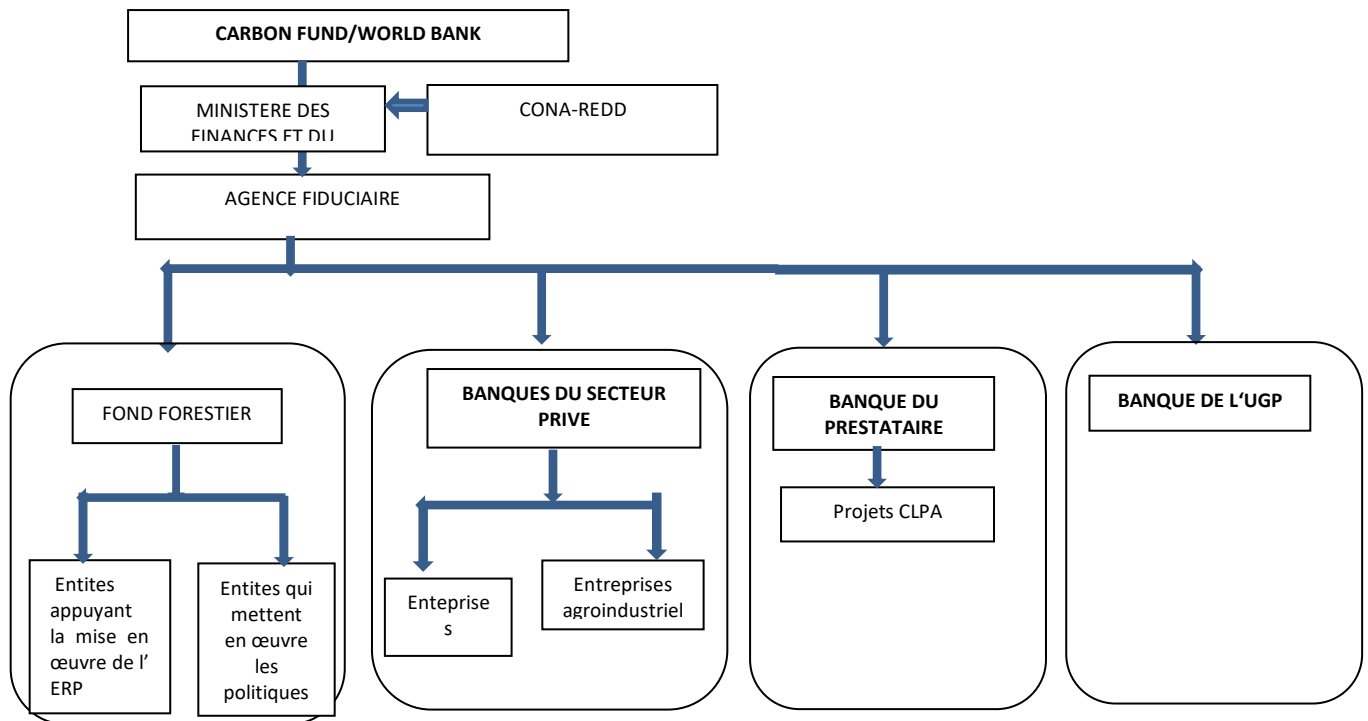 CARBON FUND/WORLD BANK
MINISTERE DES
FINANCES ET DU
CONA-REDD
AGENCE FIDUCIAIRE
FOND FORESTIER
BANQUES DU SECTEUR
PRIVE
BANQUE DU
PRESTATAIRE
BANQUE DE L‘UGP
Projets CLPA
Entites
appuyant
la mise en
œuvre de l’
ERP
Entites qui
mettent
en œuvre
les
politiques
Enteprise
s
Entreprises
agroindustriel